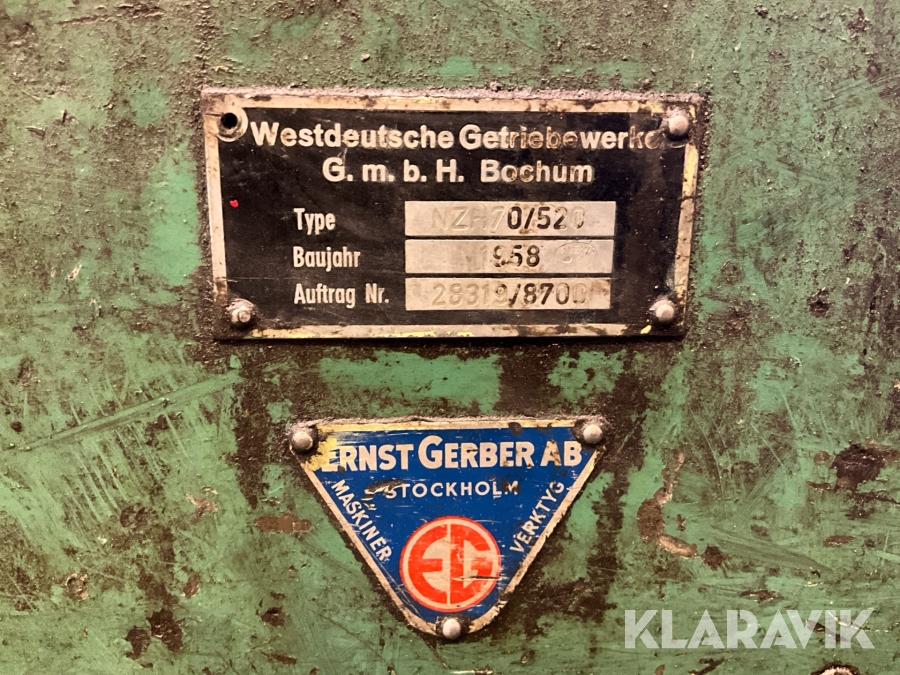 Westdeutsche Getriebewerke
G. m. b. H. Bochum
Type NZH70/520
Baujahr 1958
Auftrag Nr. 28319/8700
ERNST GERBER AB
STOCKHOLM
MASKINER
VERKTYG
EG
KLARAVIK